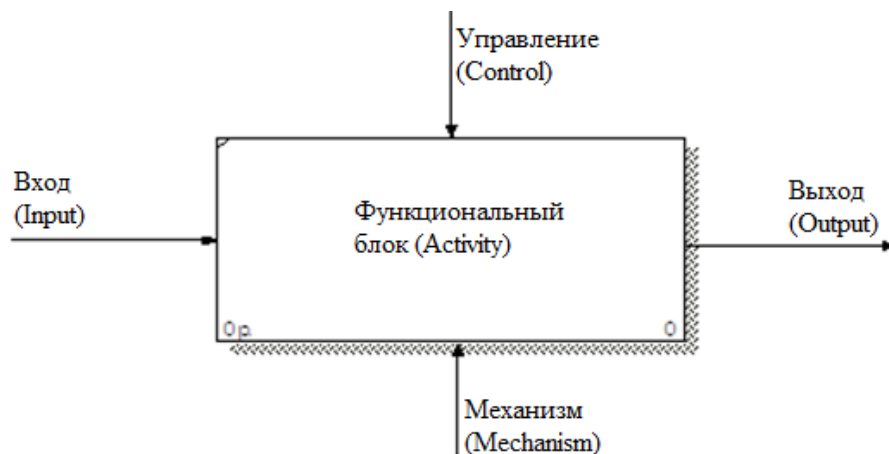 Управление
(Control)
Вход
(Input)
Функциональный
блок (Activity)
Выход
(Output)
0р.
0
Механизм
(Mechanism)